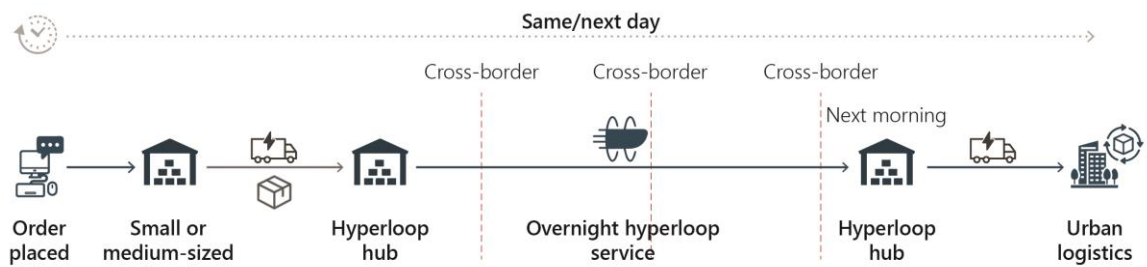 Same/next day
Cross-border
Cross-border
Cross-border
Next morning
Order
placed
Small or
medium-sized
Hyperloop
hub
Overnight hyperloop
service
Hyperloop
hub
Urban
logistics